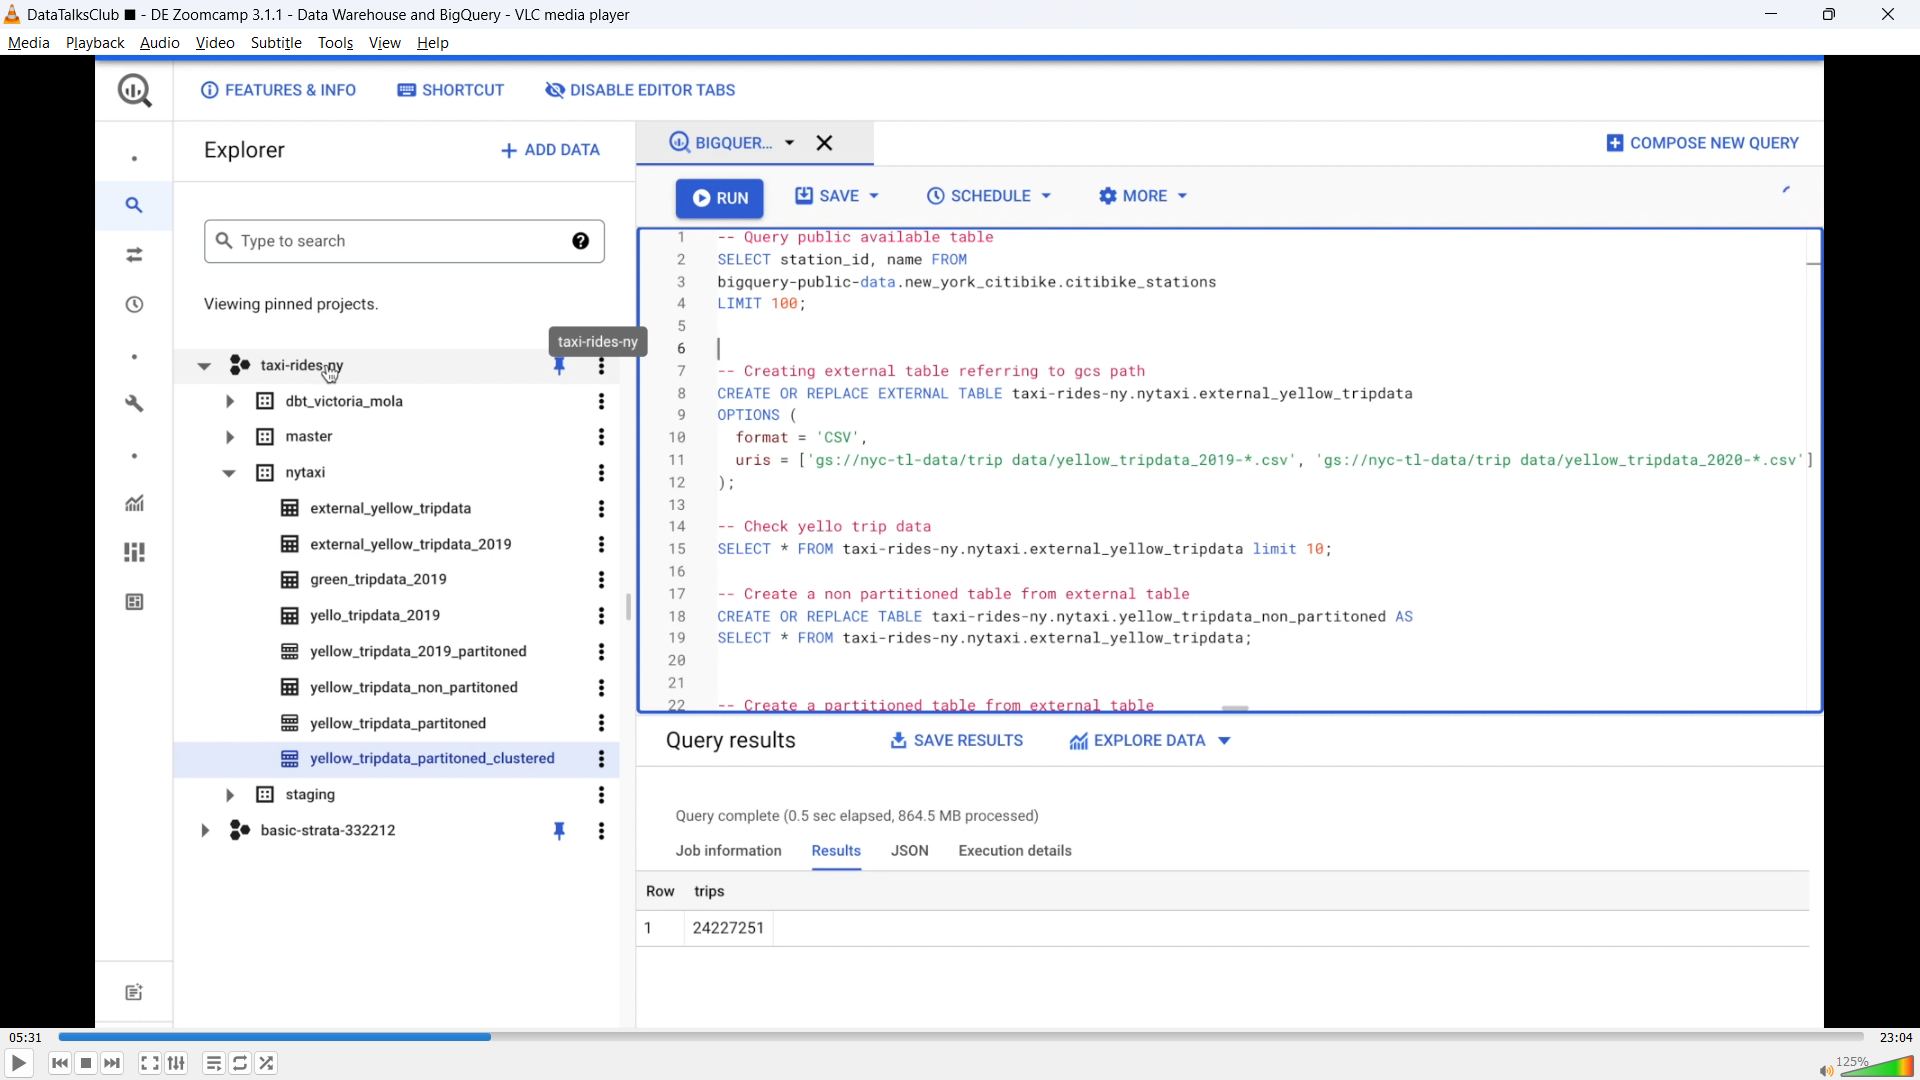 DataTalksClub ■ - DE Zoomcamp 3.1.1 - Data Warehouse and BigQuery - VLC media player
Media Playback Audio Video Subtitle Tools View Help
FEATURES & INFO SHORTCUT DISABLE EDITOR TABS
Explorer + ADD DATA
Type to search
Viewing pinned projects.
taxi-rides-ny
taxi-rides-ny
dbt_victoria_mola
master
nytaxi
external_yellow_tripdata
external_yellow_tripdata_2019
green_tripdata_2019
yello_tripdata_2019
yellow_tripdata_2019_partitoned
yellow_tripdata_non_partitoned
yellow_tripdata_partitoned
yellow_tripdata_partitoned_clustered
staging
basic-strata-332212
BIGQUER... COMPOSE NEW QUERY
RUN SAVE SCHEDULE MORE
1 -- Query public available table
2 SELECT station_id, name FROM
3 bigquery-public-data.new_york_citibike.citibike_stations
4 LIMIT 100;
5
6
7 -- Creating external table referring to gcs path
8 CREATE OR REPLACE EXTERNAL TABLE taxi-rides-ny.nytaxi.external_yellow_tripdata
9 OPTIONS (
10 format = 'CSV',
11 uris = ['gs://nyc-tl-data/trip data/yellow_tripdata_2019-*.csv', 'gs://nyc-tl-data/trip data/yellow_tripdata_2020-*.csv']
12 );
13
14 -- Check yello trip data
15 SELECT * FROM taxi-rides-ny.nytaxi.external_yellow_tripdata limit 10;
16
17 -- Create a non partitioned table from external table
18 CREATE OR REPLACE TABLE taxi-rides-ny.nytaxi.yellow_tripdata_non_partitoned AS
19 SELECT * FROM taxi-rides-ny.nytaxi.external_yellow_tripdata;
20
21
22 -- Create a partitioned table from external table
Query results SAVE RESULTS EXPLORE DATA
Query complete (0.5 sec elapsed, 864.5 MB processed)
Job information Results JSON Execution details
Row trips
1 24227251
05:31 23:04
125%